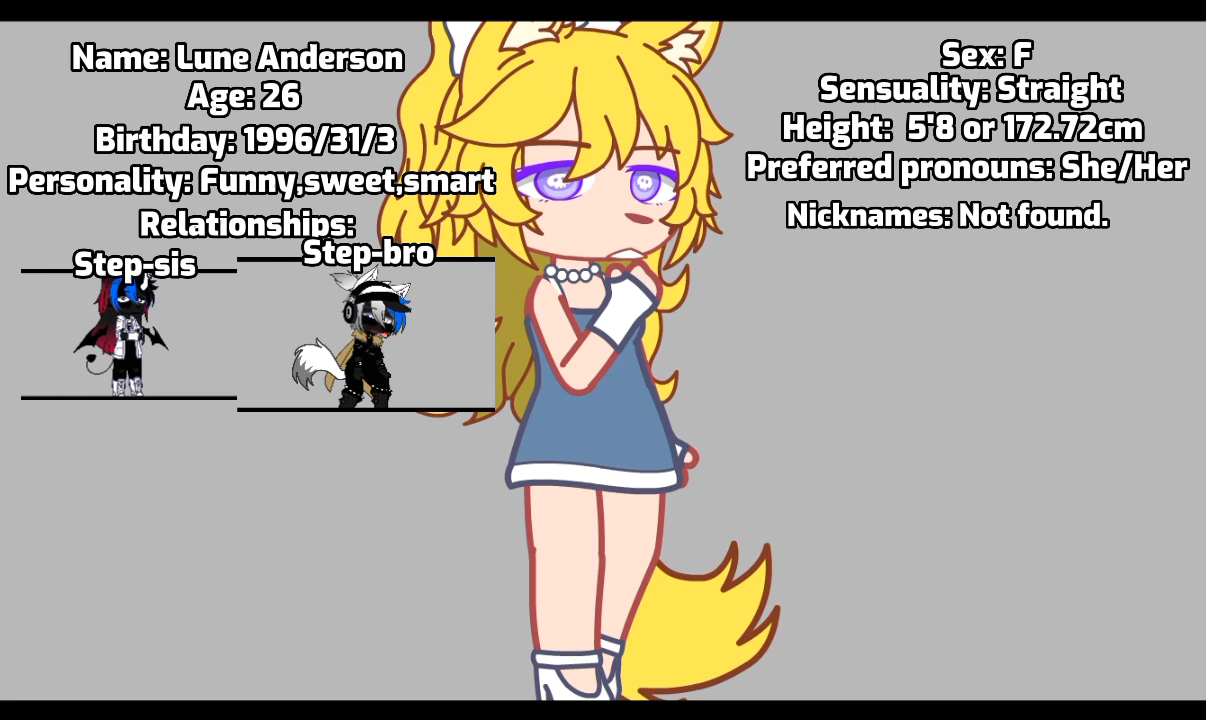 Name: Lune Anderson
Age: 26
Birthday: 1996/31/3
Personality: Funny,sweet,smart
Relationships:
Step-sis
Step-bro
Sex: F
Sensuality: Straight
Height: 5'8 or 172.72cm
Preferred pronouns: She/Her
Nicknames: Not found.